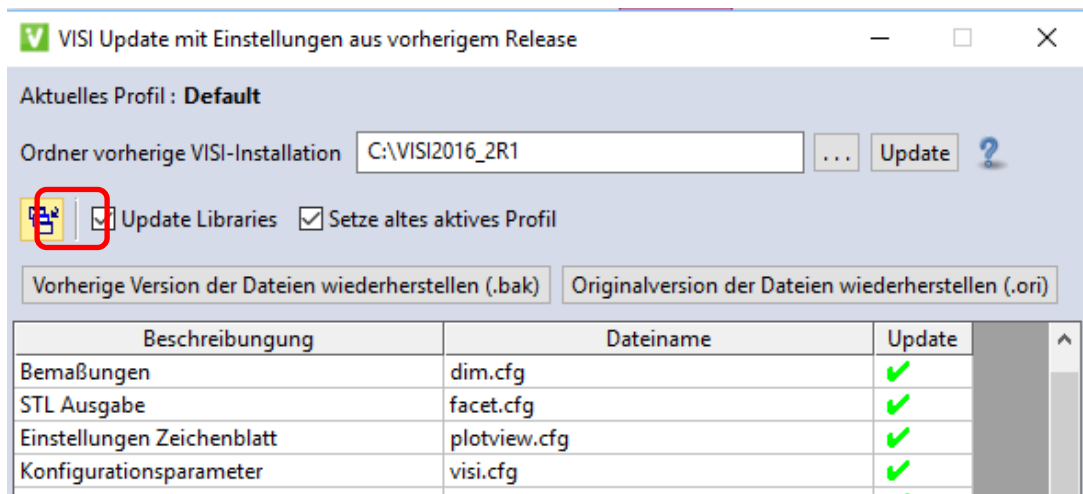 VISI Update mit Einstellungen aus vorherigem Release
Aktuelles Profil : Default
Ordner vorherige VISI-Installation C:\VISI2016_2R1 ... Update ?
Update Libraries Setze altes aktives Profil
Vorherige Version der Dateien wiederherstellen (.bak) Originalversion der Dateien wiederherstellen (.ori)
Beschreibungung Dateiname Update
Bemaßungen dim.cfg
STL Ausgabe facet.cfg
Einstellungen Zeichenblatt plotview.cfg
Konfigurationsparameter visi.cfg